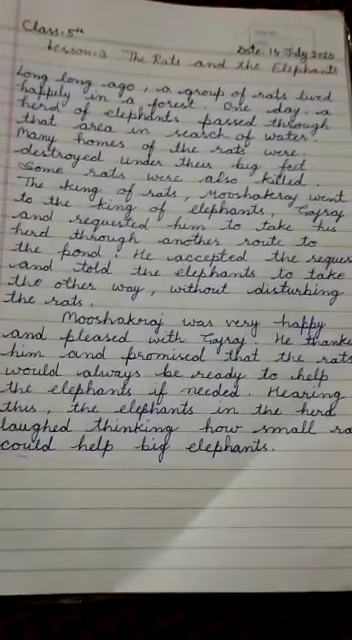 Class:5th
Date: 14 July 2020
Lesson:3 The Rats and the Elephants
Long long ago, a group of rats lived
happily in a forest. One day, a
herd of elephants passed through
that area in search of water.
Many homes of the rats were
destroyed under their big feet.
Some rats were also killed.
The king of rats, Mooshakraj went
to the king of elephants, Gajraj
and requested him to take his
herd through another route to
the pond. He accepted the reques
and told the elephants to take
the other way, without disturbing
the rats.
Mooshakraj was very happy
and pleased with Gajraj. He thanke
him and promised that the rats
would always be ready to help
the elephants if needed. Hearing
this, the elephants in the herd
laughed thinking how small ra
could help big elephants.